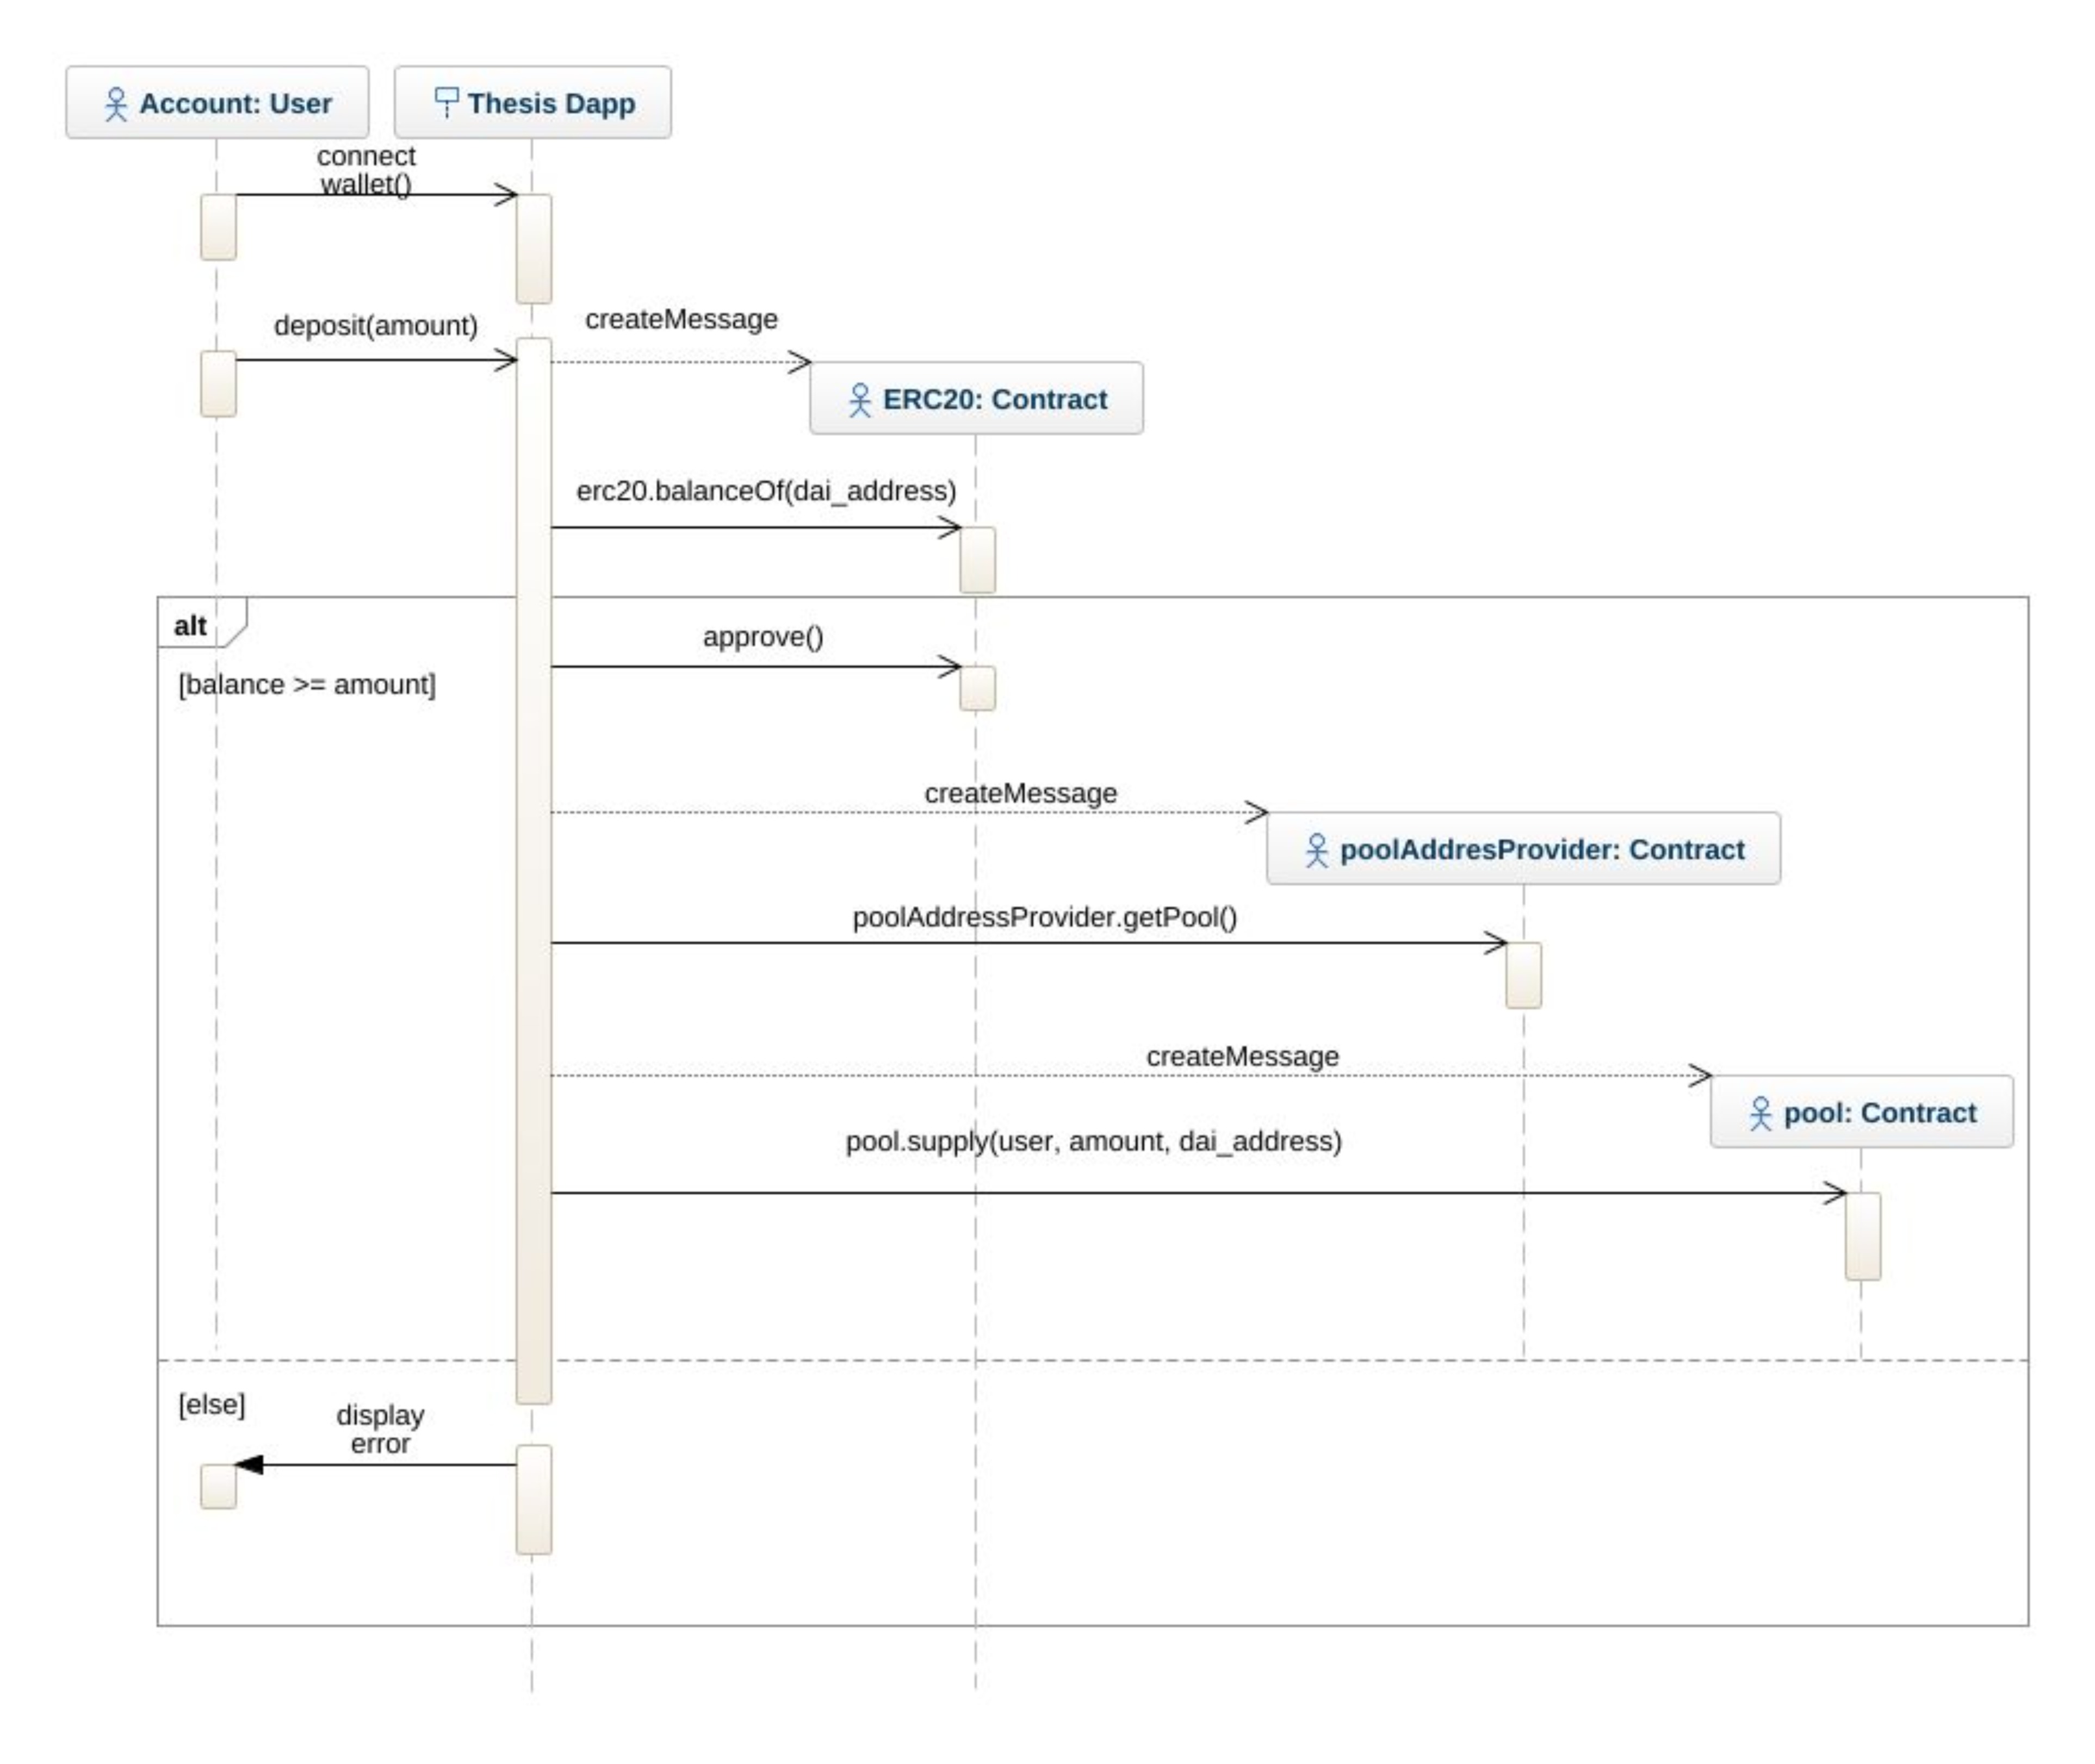 Account: User
Thesis Dapp
connect
wallet()
deposit(amount)
createMessage
ERC20: Contract
erc20.balanceOf(dai_address)
alt
approve()
[balance >= amount]
createMessage
poolAddresProvider: Contract
poolAddressProvider.getPool()
createMessage
pool: Contract
pool.supply(user, amount, dai_address)
[else]
display
error